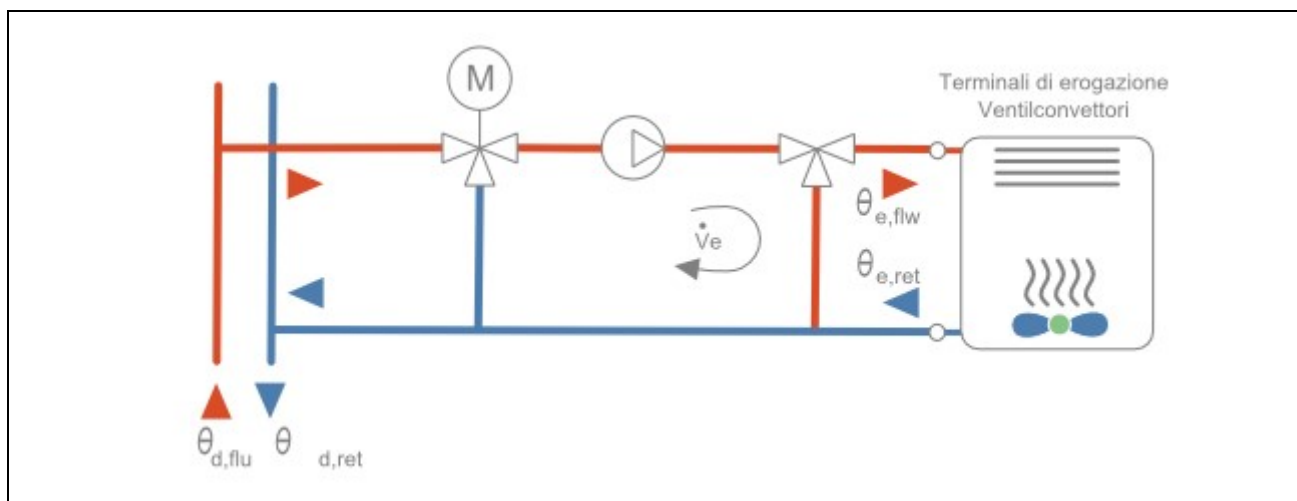 M
Terminali di erogazione
Ventilconvettori
θe,flw
V̇e
θe,ret
θd,flu θ d,ret